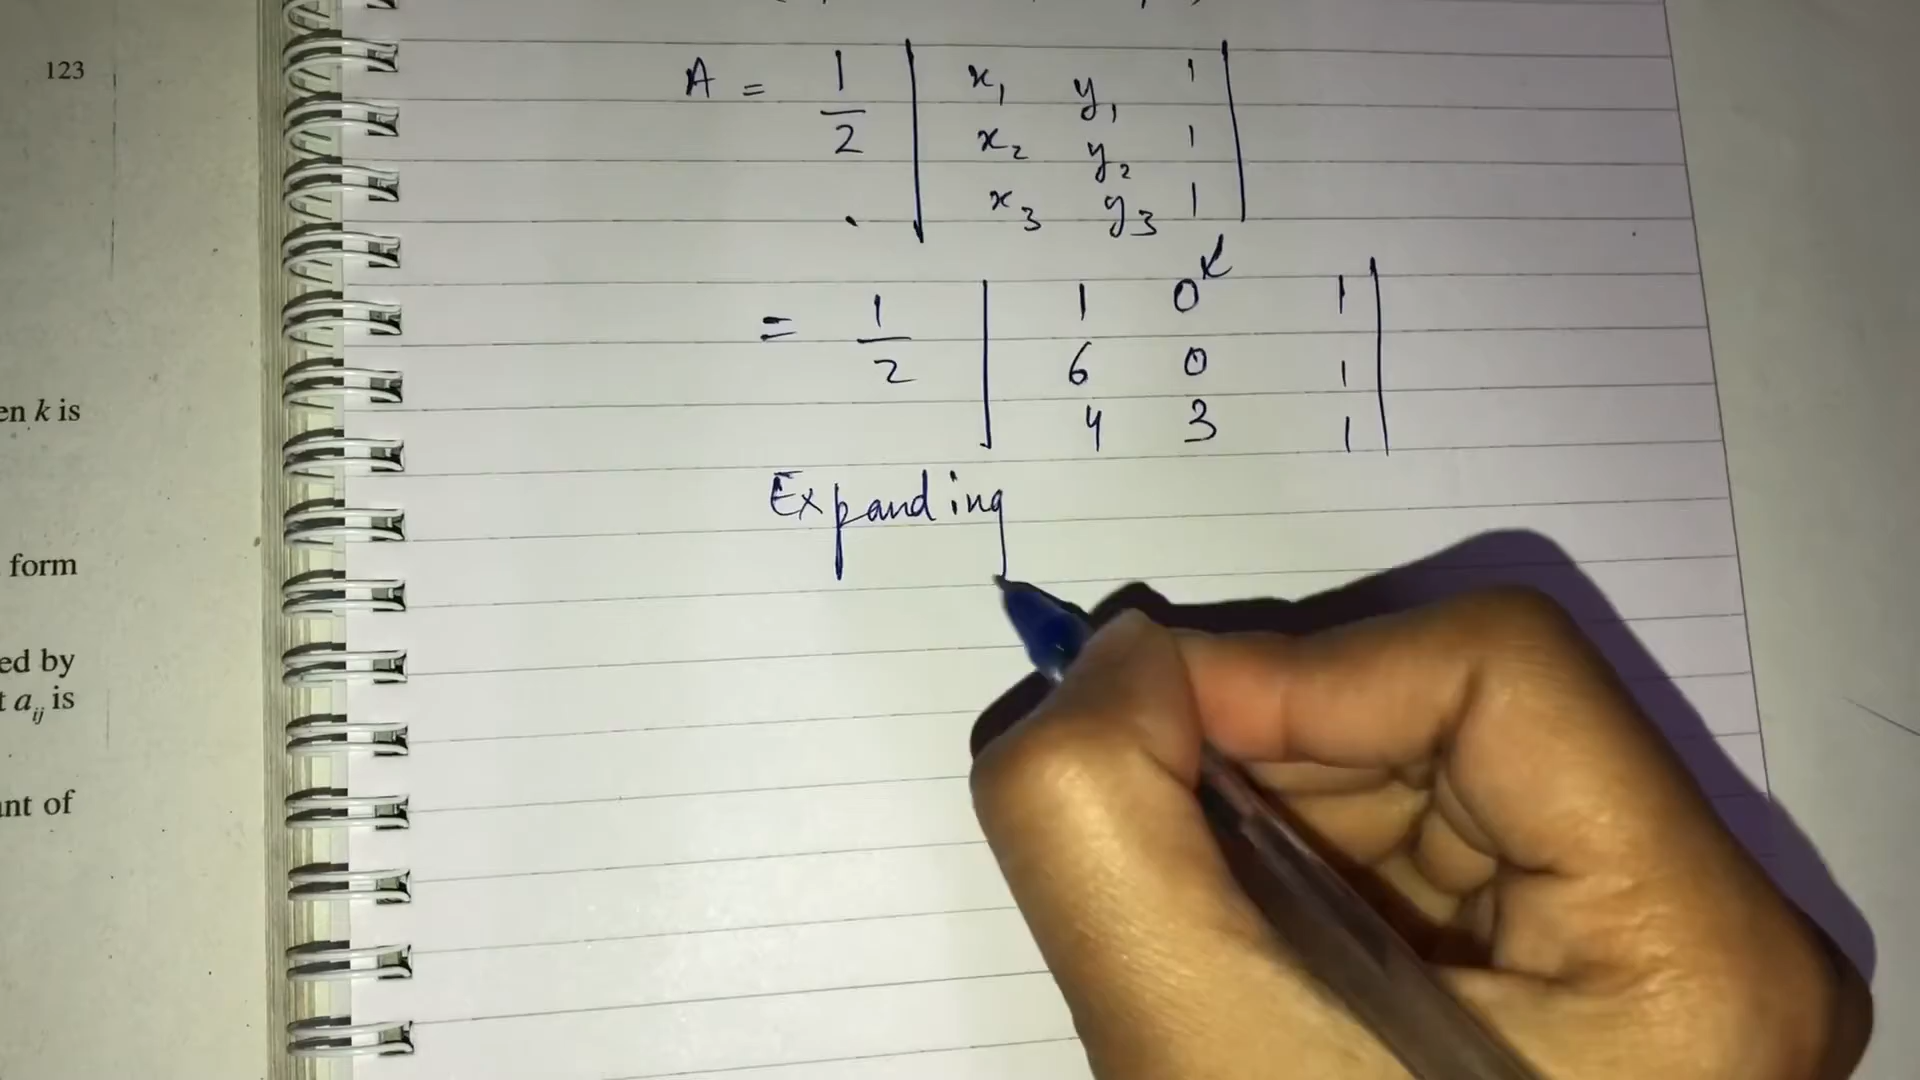 123
en k is
form
ed by
t aᵢⱼ is
ant of
A = 1/2 | x₁ y₁ 1 |
| x₂ y₂ 1 |
| x₃ y₃ 1 |
= 1/2 | 1 0 K 1 |
| 6 0 1 |
| 4 3 1 |
Expanding